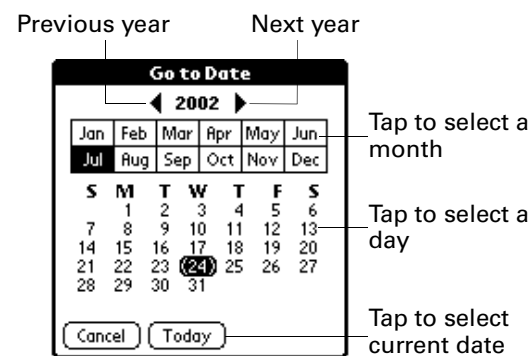 Previous year Next year
Go to Date
2002
Jan Feb Mar Apr May Jun
Tap to select a
month
Jul Aug Sep Oct Nov Dec
S M T W T F S
1 2 3 4 5 6
Tap to select a
day
7 8 9 10 11 12 13
14 15 16 17 18 19 20
21 22 23 24 25 26 27
28 29 30 31
Cancel Today
Tap to select
current date